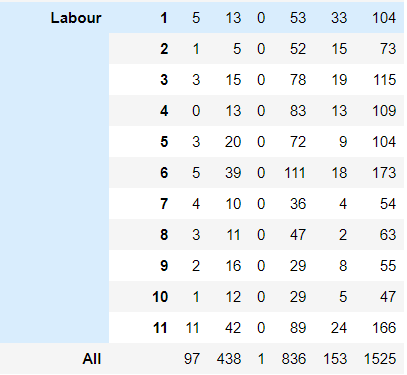 Labour 1 5 13 0 53 33 104
2 1 5 0 52 15 73
3 3 15 0 78 19 115
4 0 13 0 83 13 109
5 3 20 0 72 9 104
6 5 39 0 111 18 173
7 4 10 0 36 4 54
8 3 11 0 47 2 63
9 2 16 0 29 8 55
10 1 12 0 29 5 47
11 11 42 0 89 24 166
All 97 438 1 836 153 1525